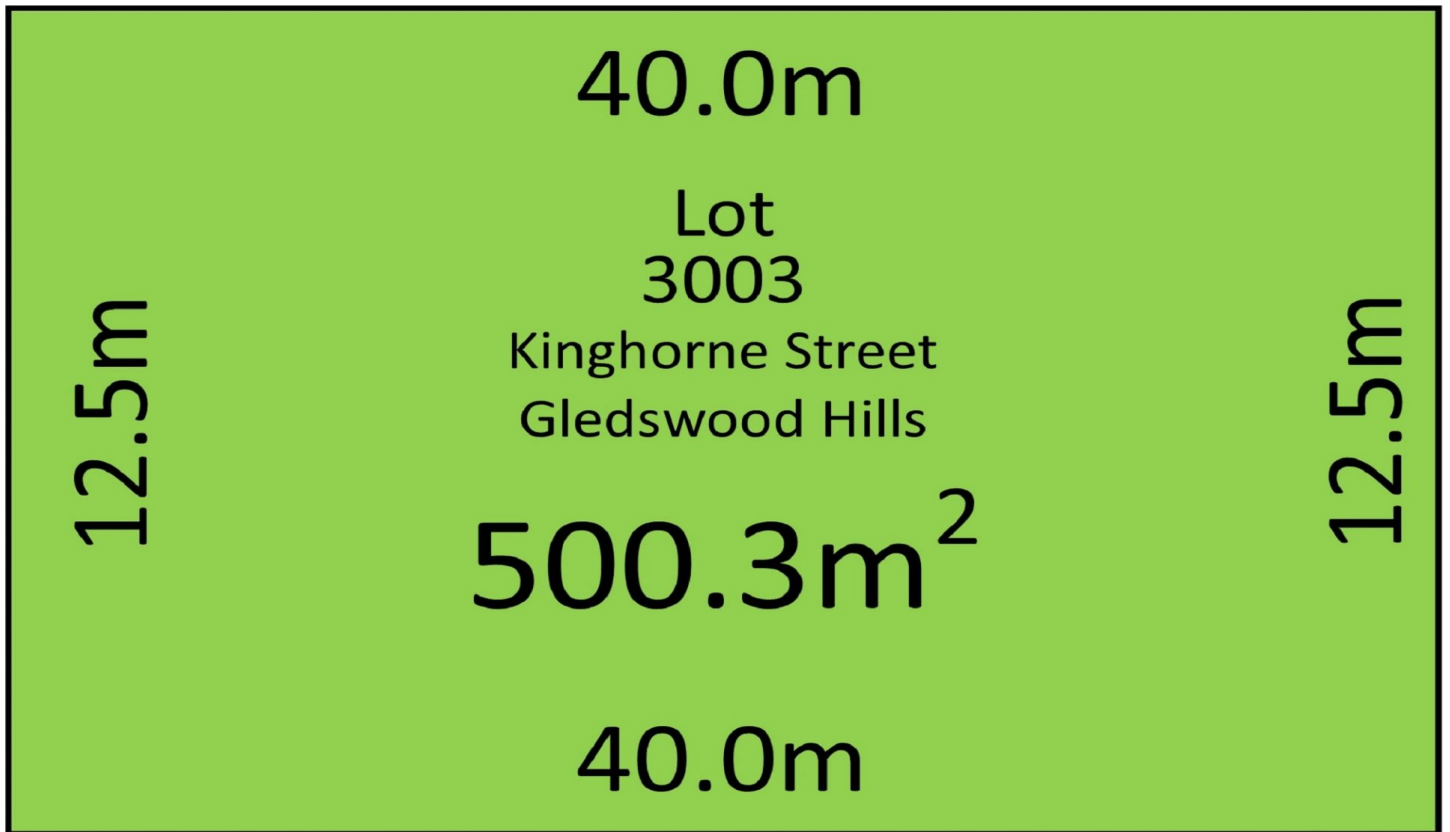 40.0m
Lot
3003
Kinghorne Street
Gledswood Hills
12.5m
12.5m
500.3m²
40.0m